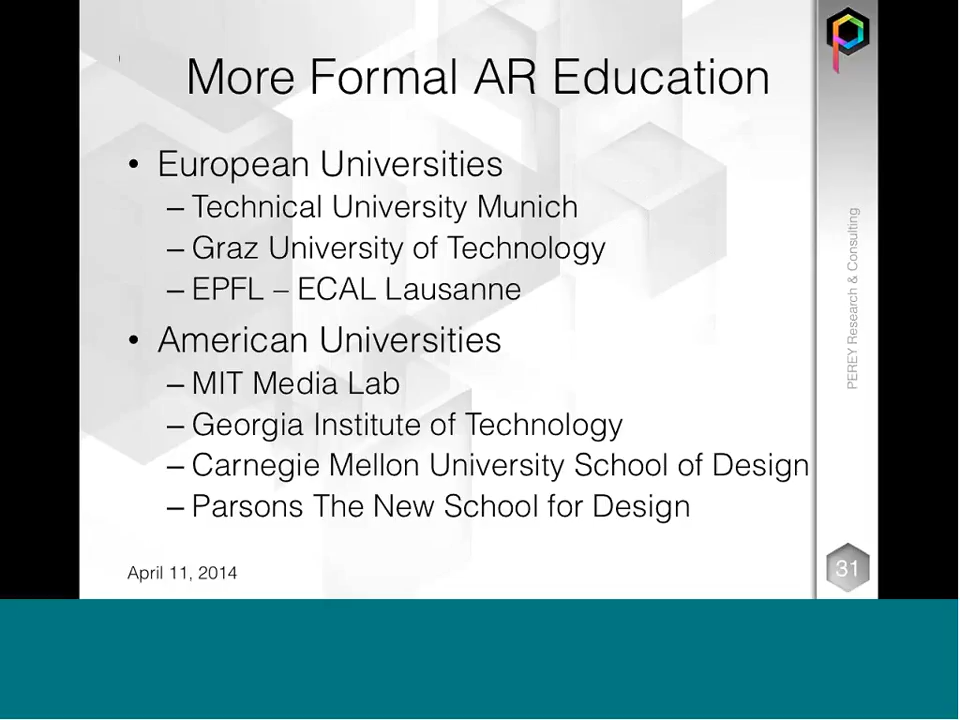 More Formal AR Education
• European Universities
– Technical University Munich
– Graz University of Technology
– EPFL – ECAL Lausanne
• American Universities
– MIT Media Lab
– Georgia Institute of Technology
– Carnegie Mellon University School of Design
– Parsons The New School for Design
April 11, 2014
PEREY Research & Consulting
31